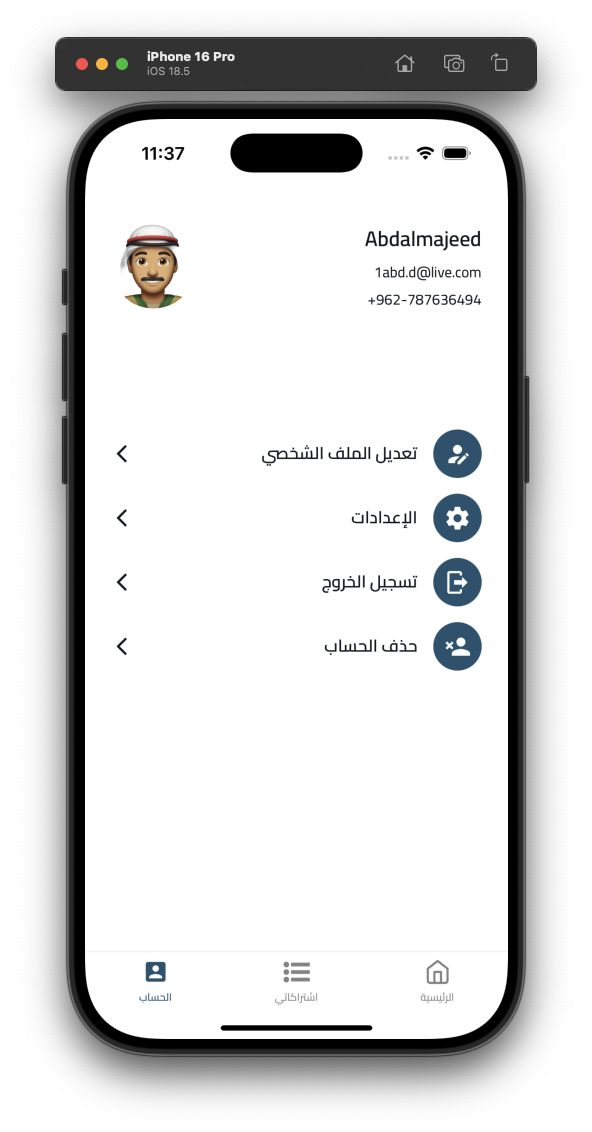 iPhone 16 Pro
iOS 18.5
11:37
Abdalmajeed
1abd.d@live.com
+962-787636494
تعديل الملف الشخصي
الإعدادات
تسجيل الخروج
حذف الحساب
الرئيسية
اشتراكاتي
الحساب